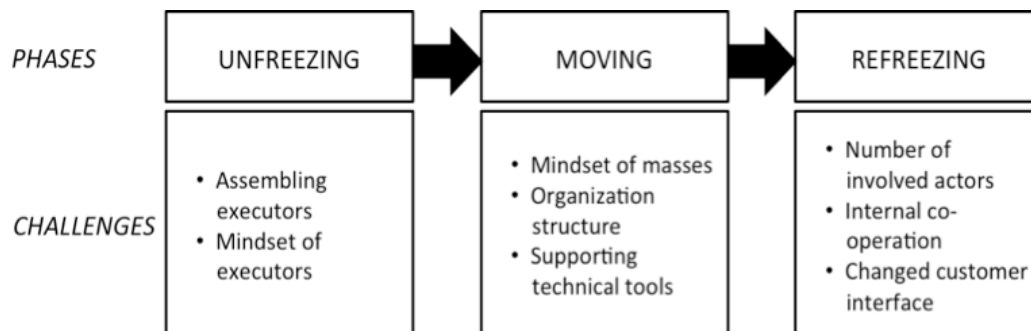 PHASES
UNFREEZING
MOVING
REFREEZING
CHALLENGES
• Assembling
executors
• Mindset of
executors
• Mindset of masses
• Organization
structure
• Supporting
technical tools
• Number of
involved actors
• Internal co-
operation
• Changed customer
interface